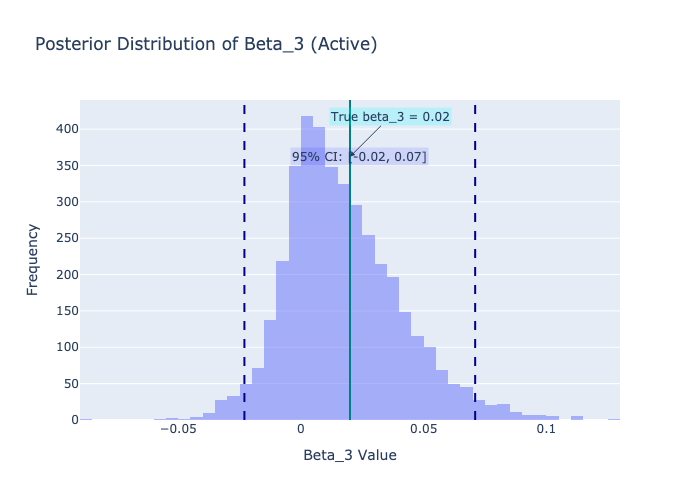 Posterior Distribution of Beta_3 (Active)
True beta_3 = 0.02
95% CI: [-0.02, 0.07]
Frequency
400
350
300
250
200
150
100
50
0
−0.05
0
0.05
0.1
Beta_3 Value